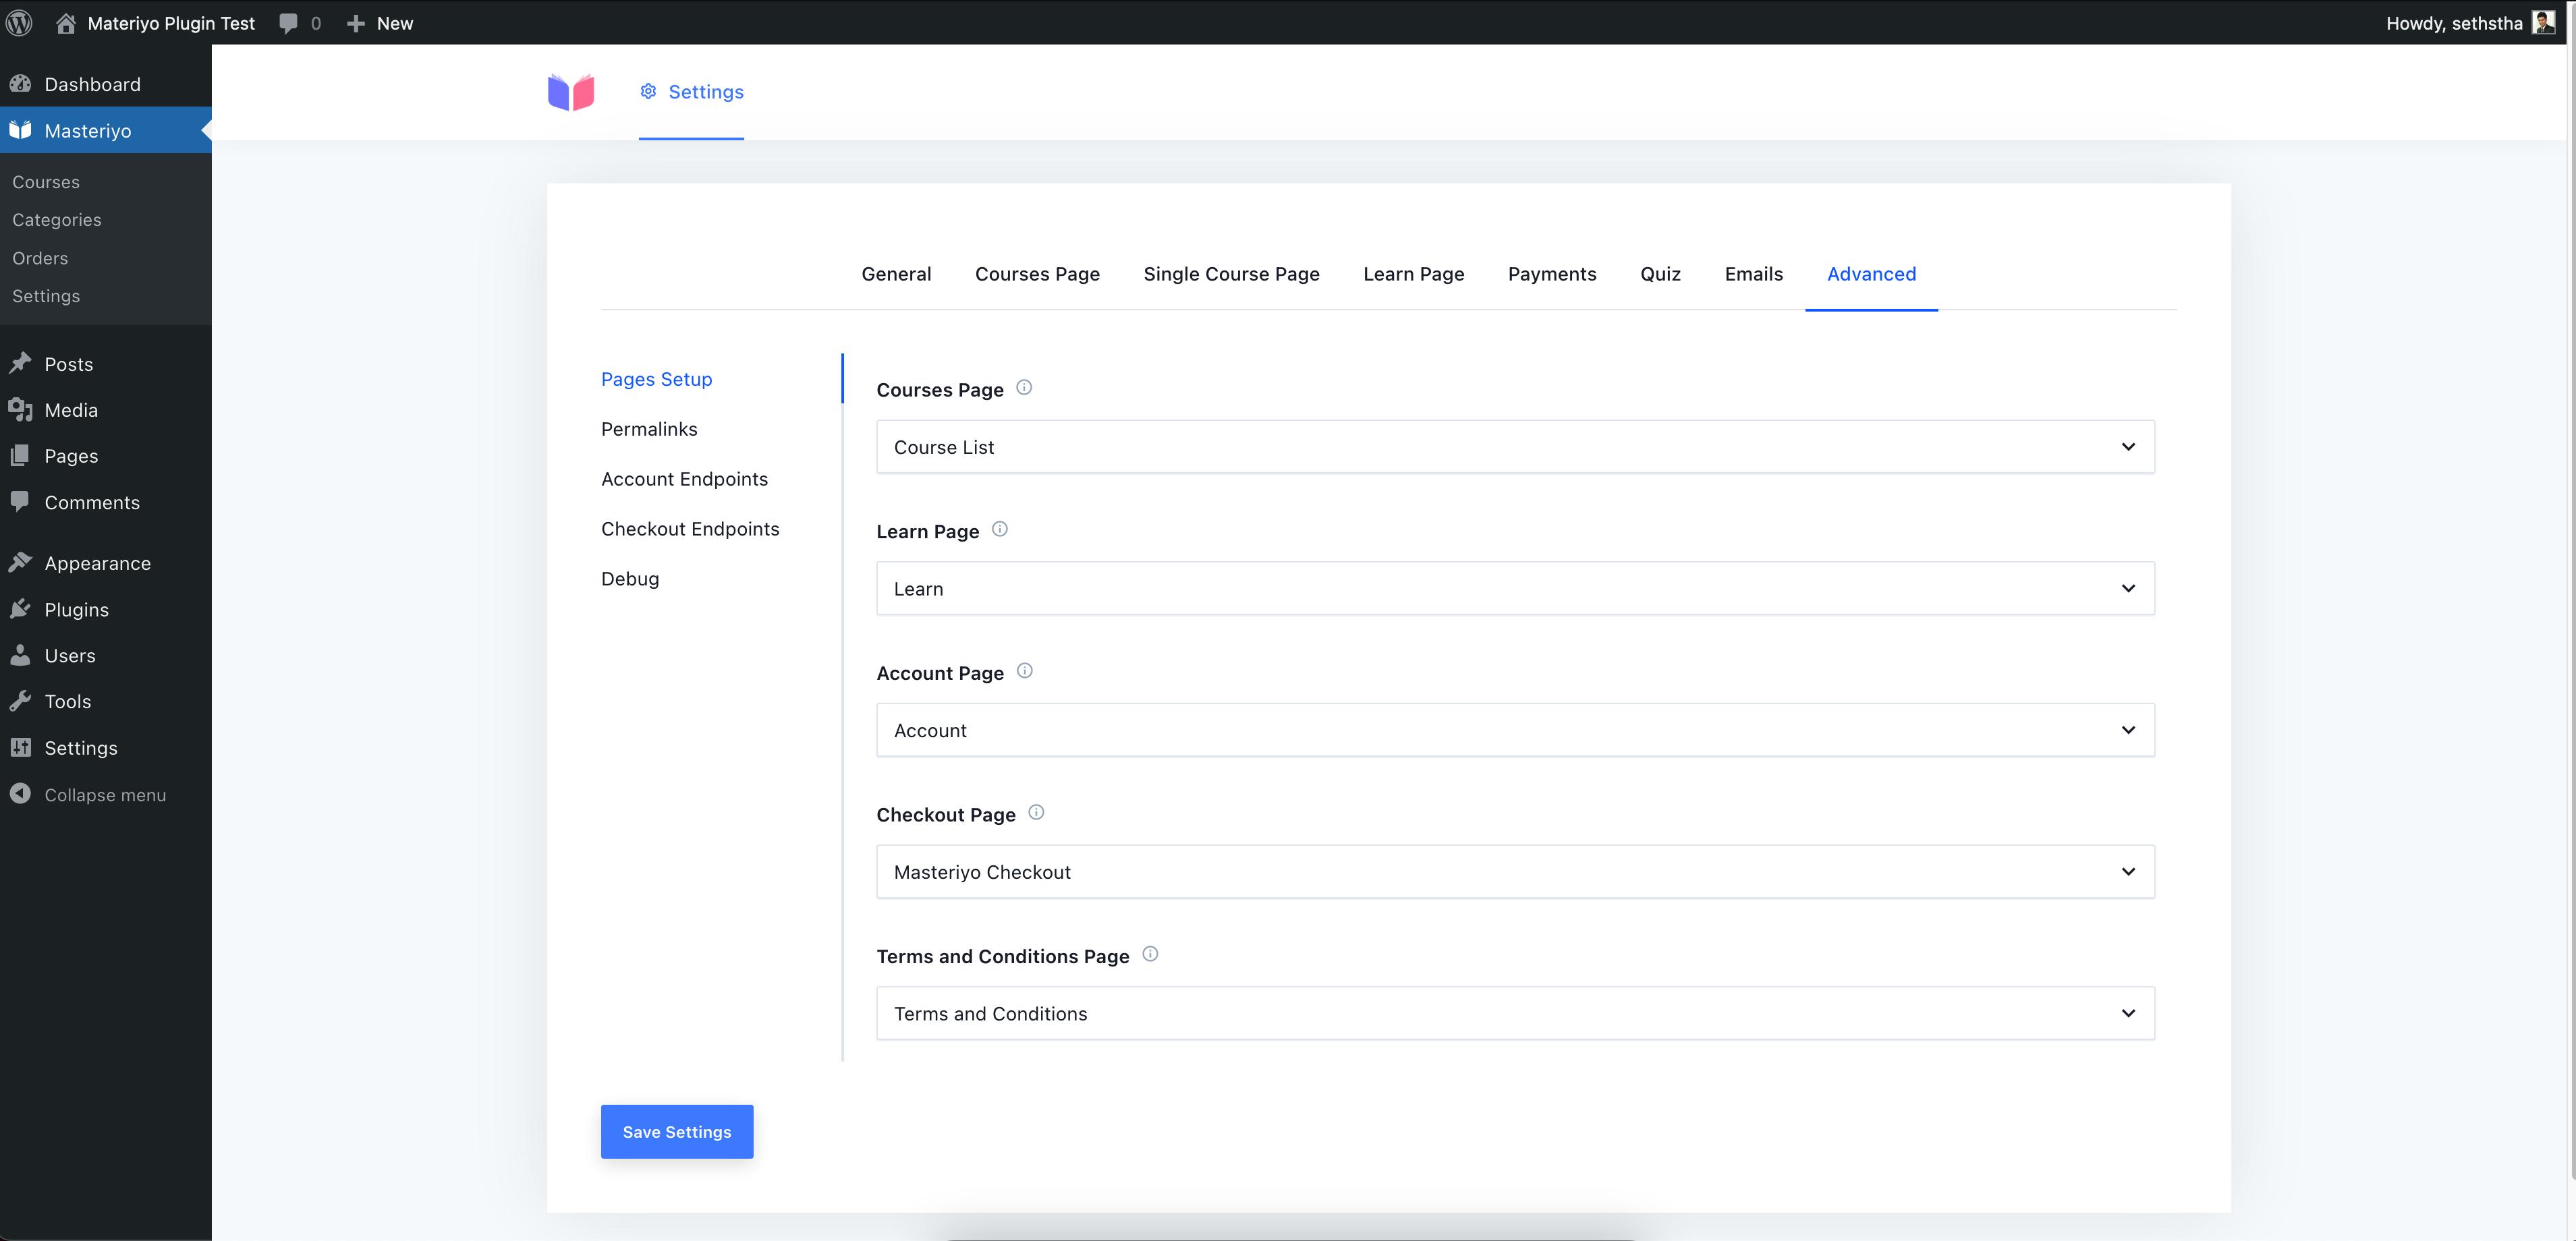 Materiyo Plugin Test 0 New Howdy, sethstha
Dashboard
Masteriyo
Courses
Categories
Orders
Settings
Posts
Media
Pages
Comments
Appearance
Plugins
Users
Tools
Settings
Collapse menu
Settings
General Courses Page Single Course Page Learn Page Payments Quiz Emails Advanced
Pages Setup
Permalinks
Account Endpoints
Checkout Endpoints
Debug
Courses Page
Course List
Learn Page
Learn
Account Page
Account
Checkout Page
Masteriyo Checkout
Terms and Conditions Page
Terms and Conditions
Save Settings